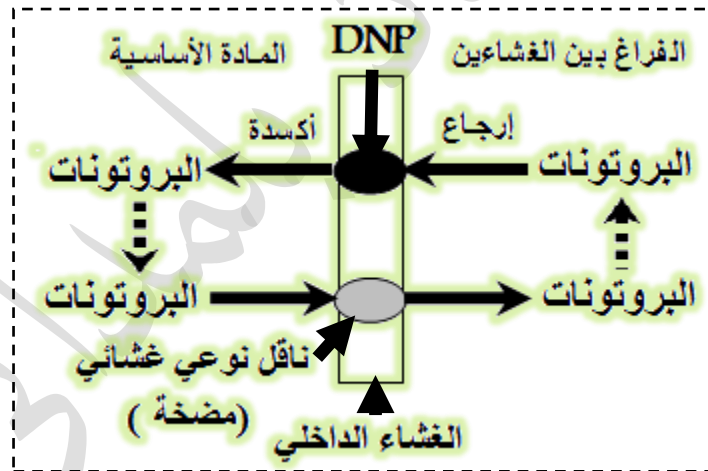 الفراغ بين الغشاءين
DNP
المادة الأساسية
إرجاع
أكسدة
البروتونات
البروتونات
البروتونات
البروتونات
ناقل نوعي غشائي
(مضخة )
الغشاء الداخلي